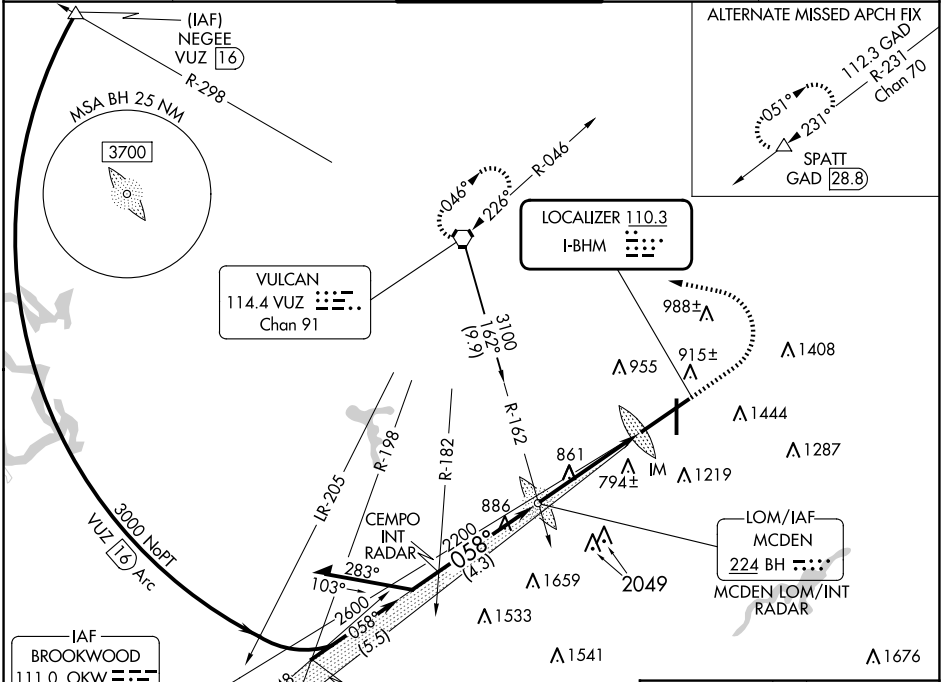 (IAF)
NEGEE
VUZ 16
R-298
MSA BH 25 NM
3700
ALTERNATE MISSED APCH FIX
112.3 GAD
R-231
Chan 70
051°
231°
SPATT
GAD 28.8
R-046
046°
226°
LOCALIZER 110.3
I-BHM
VULCAN
114.4 VUZ
Chan 91
3100
162°
(9.9)
R-162
988±
915±
955
1408
1444
1287
1219
IM
794±
861
886
R-198
R-182
LR-205
CEMPO
INT
RADAR
2200
058°
(4.3)
283°
103°
2600
058°
(5.5)
3000 NoPT
VUZ 16 Arc
LOM/IAF
MCDEN
224 BH
MCDEN LOM/INT
RADAR
2049
1659
1533
1541
1676
IAF
BROOKWOOD
111.0 OKW